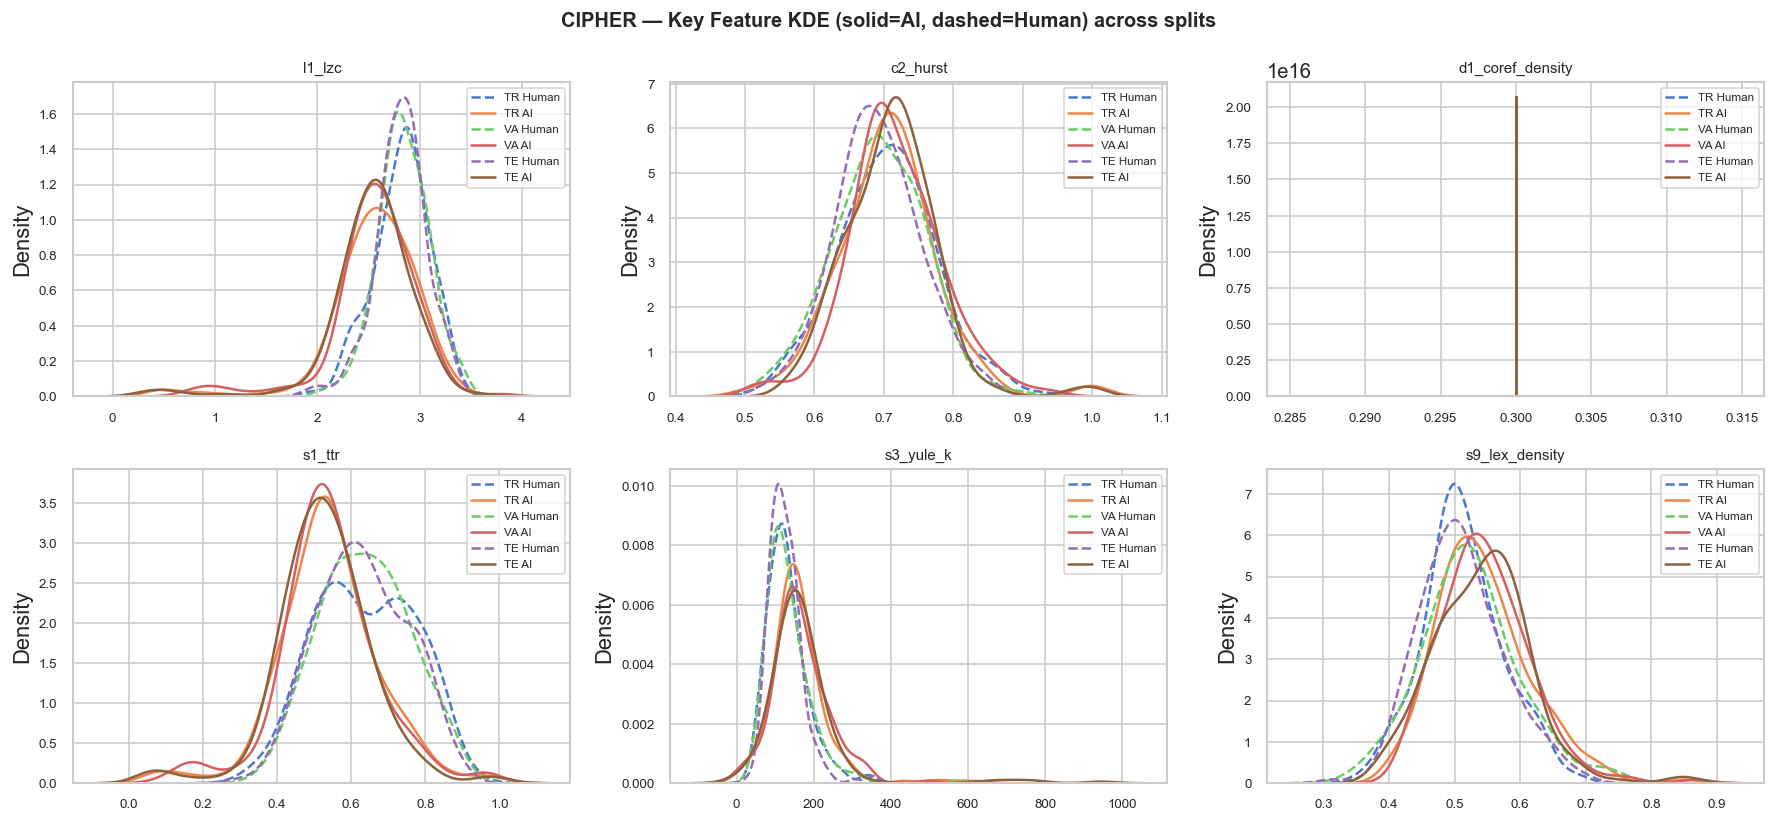 CIPHER — Key Feature KDE (solid=AI, dashed=Human) across splits
l1_lzc
Density
0.0
0.2
0.4
0.6
0.8
1.0
1.2
1.4
1.6
0
1
2
3
4
TR Human
TR AI
VA Human
VA AI
TE Human
TE AI
c2_hurst
Density
0
1
2
3
4
5
6
7
0.4
0.5
0.6
0.7
0.8
0.9
1.0
1.1
TR Human
TR AI
VA Human
VA AI
TE Human
TE AI
d1_coref_density
1e16
Density
0.00
0.25
0.50
0.75
1.00
1.25
1.50
1.75
2.00
0.285
0.290
0.295
0.300
0.305
0.310
0.315
TR Human
TR AI
VA Human
VA AI
TE Human
TE AI
s1_ttr
Density
0.0
0.5
1.0
1.5
2.0
2.5
3.0
3.5
0.0
0.2
0.4
0.6
0.8
1.0
TR Human
TR AI
VA Human
VA AI
TE Human
TE AI
s3_yule_k
Density
0.000
0.002
0.004
0.006
0.008
0.010
0
200
400
600
800
1000
TR Human
TR AI
VA Human
VA AI
TE Human
TE AI
s9_lex_density
Density
0
1
2
3
4
5
6
7
0.3
0.4
0.5
0.6
0.7
0.8
0.9
TR Human
TR AI
VA Human
VA AI
TE Human
TE AI